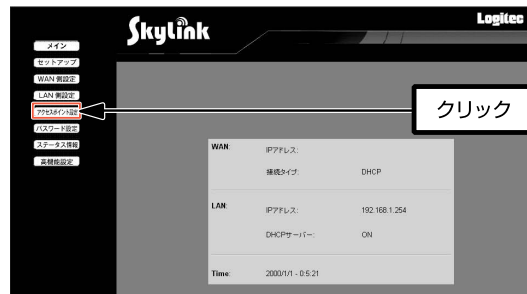 Skylink
Logitec
メイン
セットアップ
WAN 側設定
LAN 側設定
アクセスポイント設定
パスワード設定
ステータス情報
高機能設定
クリック
WAN:
IPアドレス:
接続タイプ: DHCP
LAN:
IPアドレス: 192.168.1.254
DHCPサーバー: ON
Time: 2000/1/1 - 0:5:21